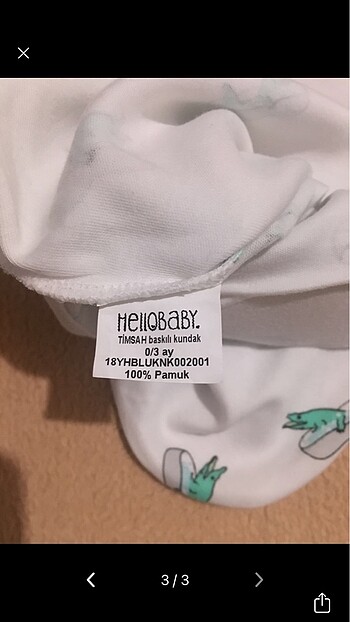 HellOBaBY.
TİMSAH baskılı kundak
0/3 ay
18YHBLUKNK002001
100% Pamuk
3/3